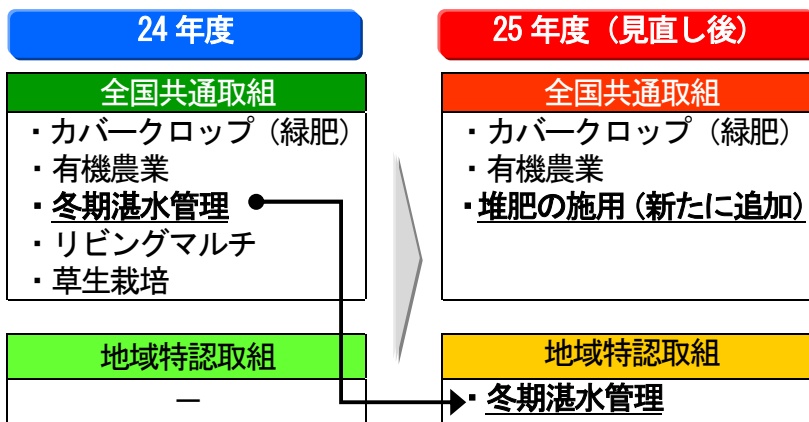 24 年度
全国共通取組
・カバークロップ（緑肥）
・有機農業
・冬期湛水管理
・リビングマルチ
・草生栽培
地域特認取組
－
25 年度（見直し後）
全国共通取組
・カバークロップ（緑肥）
・有機農業
・堆肥の施用（新たに追加）
地域特認取組
・冬期湛水管理